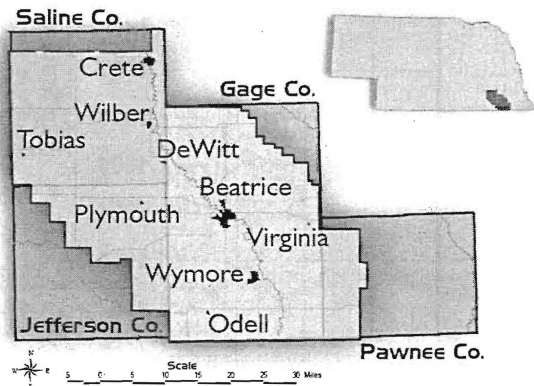 Saline Co.
Crete
Gage Co.
Wilber
Tobias
DeWitt
Beatrice
Plymouth
Virginia
Wymore
Jefferson Co.
Odell
Pawnee Co.
N
W E
S
Scale
5 0 5 10 15 20 25 30 Miles